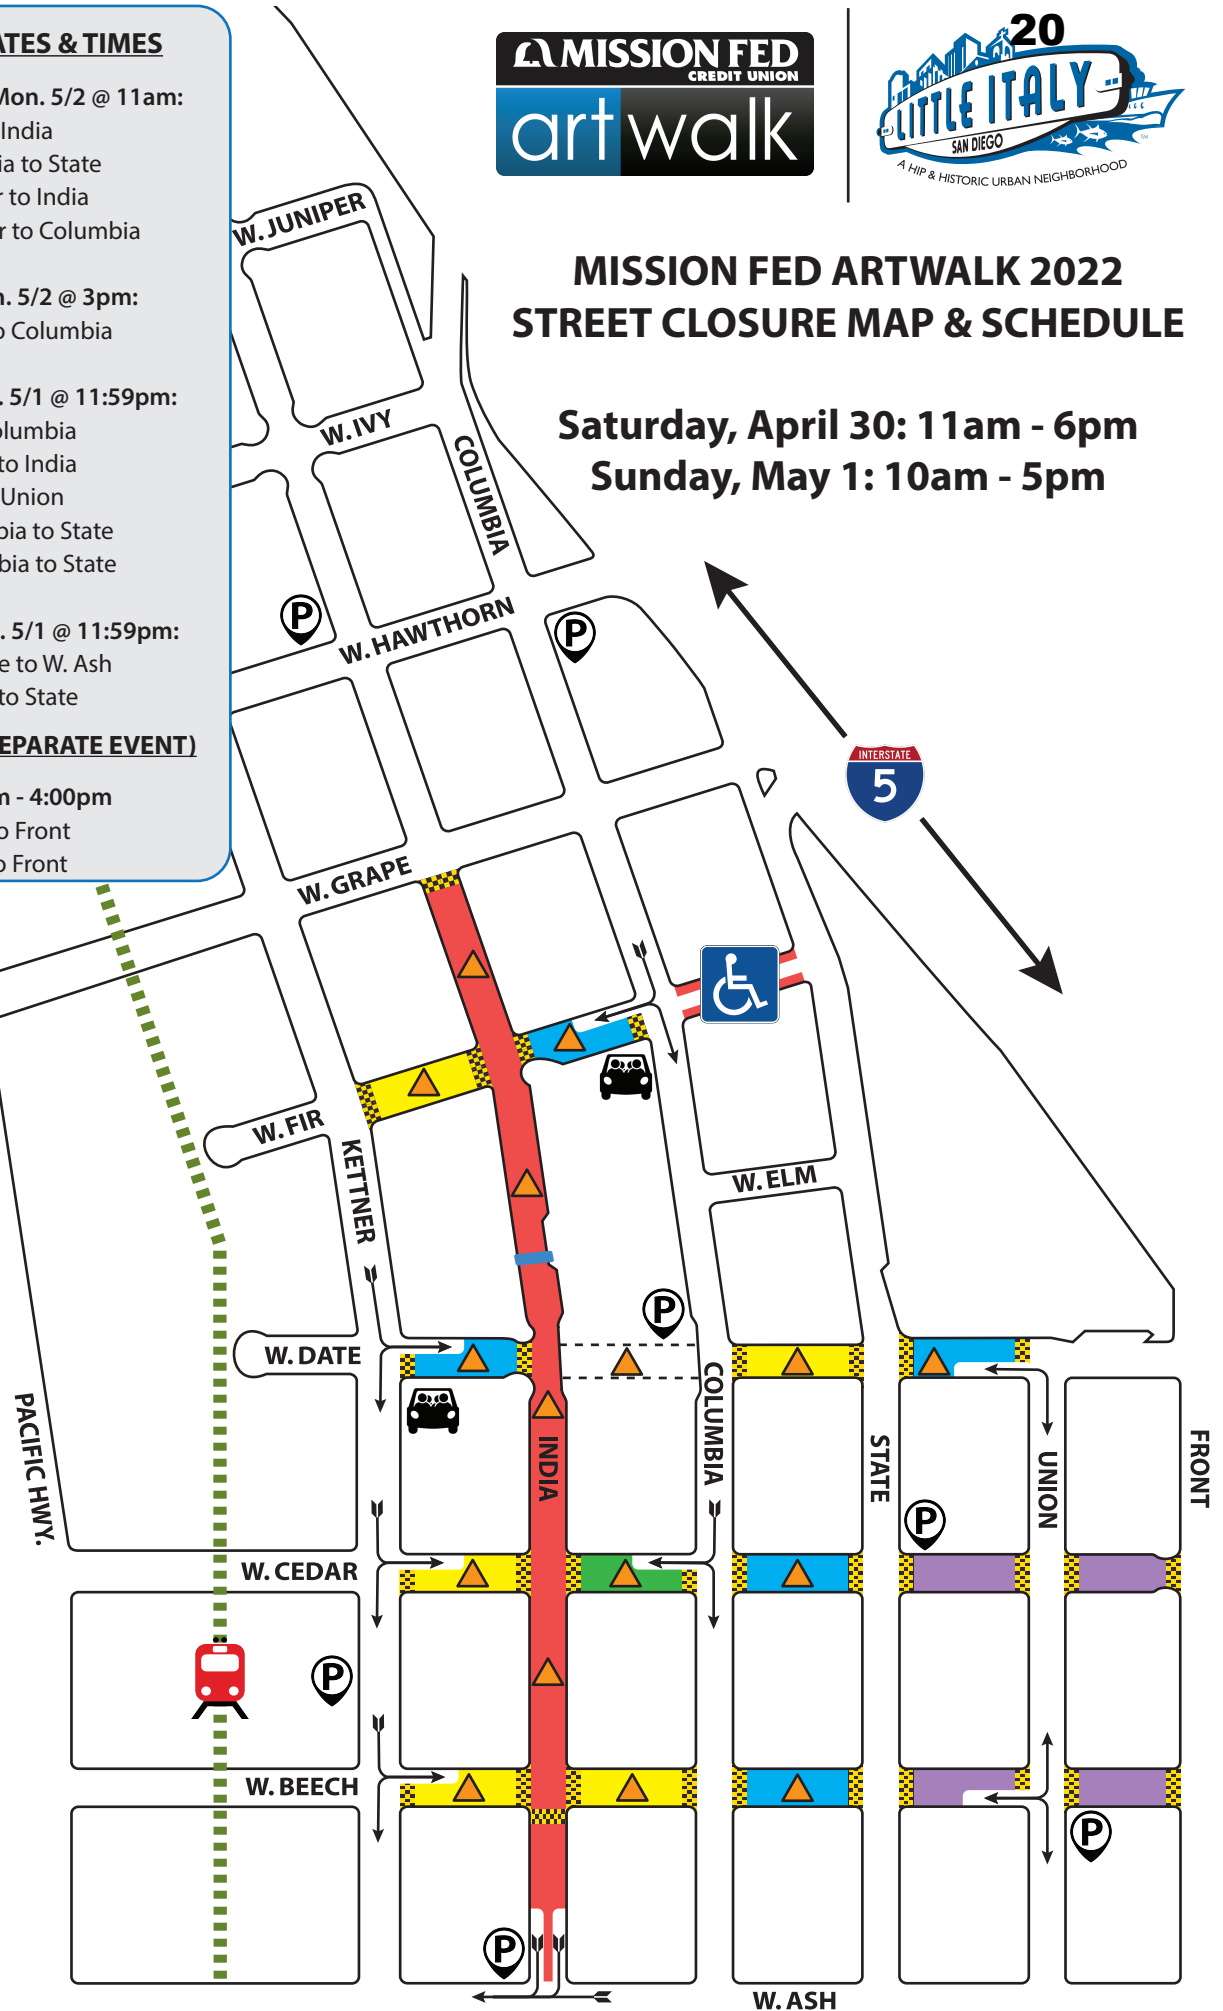 ATES & TIMES
Mon. 5/2 @ 11am:
India
ia to State
r to India
r to Columbia
n. 5/2 @ 3pm:
o Columbia
. 5/1 @ 11:59pm:
olumbia
to India
Union
bia to State
bia to State
. 5/1 @ 11:59pm:
e to W. Ash
to State
EPARATE EVENT)
m - 4:00pm
o Front
o Front
MISSION FED
CREDIT UNION
artwalk
20
LITTLE ITALY
SAN DIEGO
TM
A HIP & HISTORIC URBAN NEIGHBORHOOD
MISSION FED ARTWALK 2022
STREET CLOSURE MAP & SCHEDULE
Saturday, April 30: 11am - 6pm
Sunday, May 1: 10am - 5pm
W. JUNIPER
W. IVY
COLUMBIA
P
W. HAWTHORN
P
INTERSTATE
5
W. GRAPE
W. FIR
KETTNER
W. ELM
P
W. DATE
PACIFIC HWY.
COLUMBIA
INDIA
STATE
UNION
FRONT
P
W. CEDAR
P
W. BEECH
P
P
W. ASH